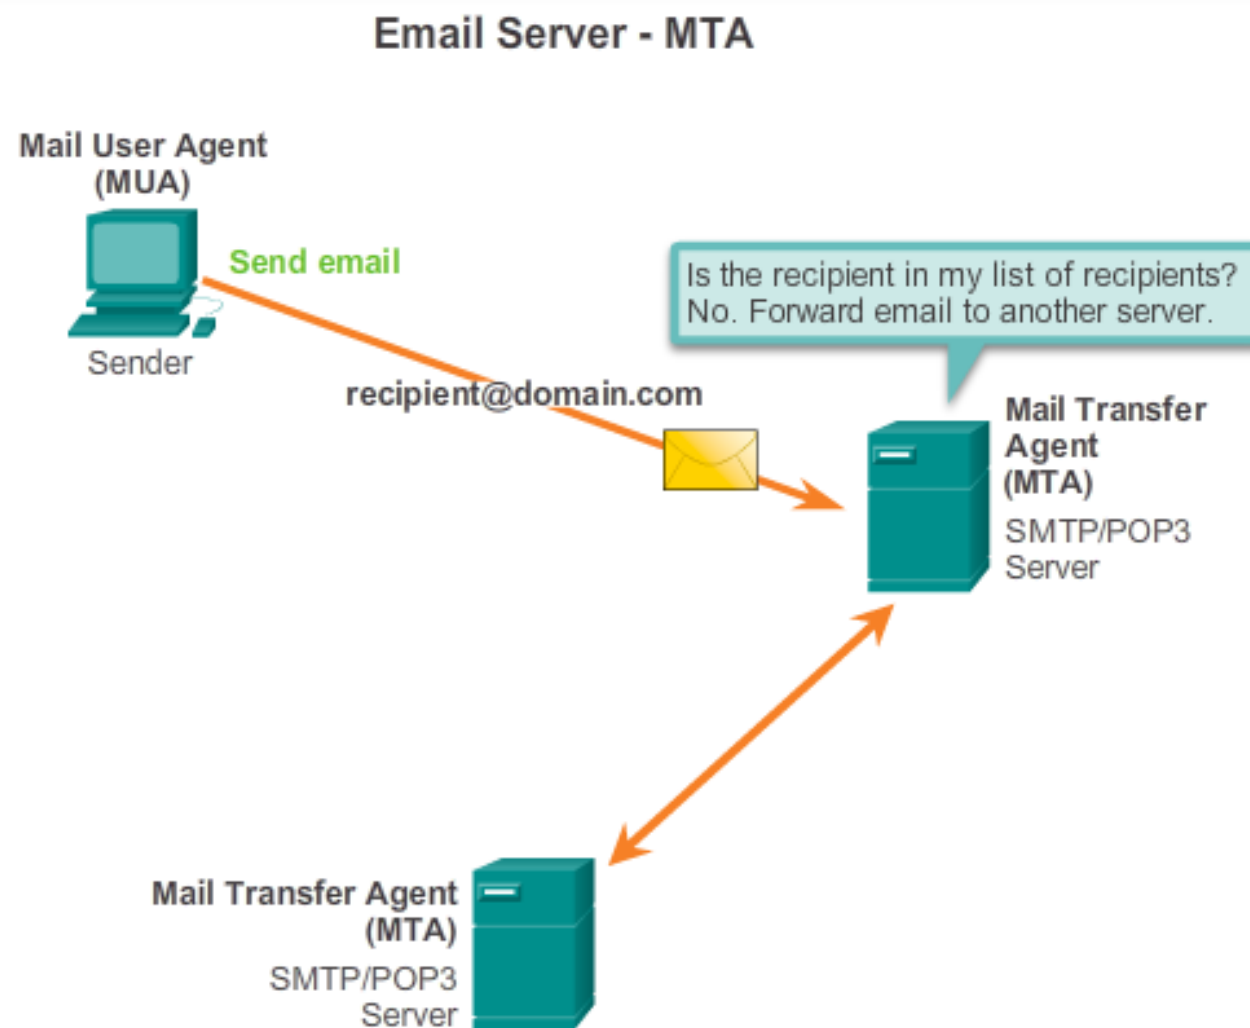 Email Server - MTA
Mail User Agent
(MUA)
Send email
Sender
Is the recipient in my list of recipients?
No. Forward email to another server.
recipient@domain.com
Mail Transfer
Agent
(MTA)
SMTP/POP3
Server
Mail Transfer Agent
(MTA)
SMTP/POP3
Server